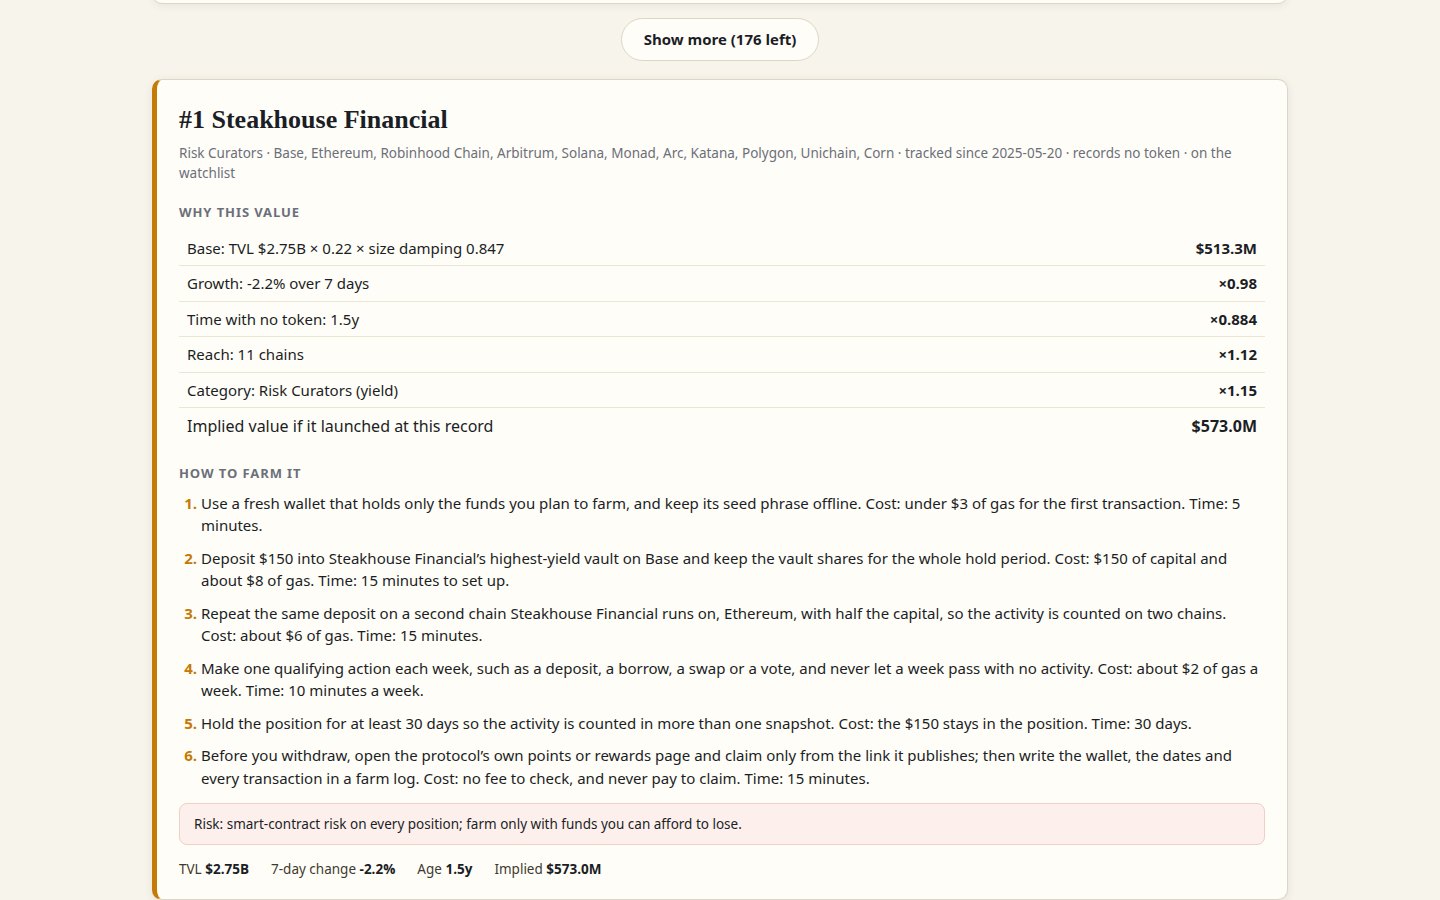 Show more (176 left)
#1 Steakhouse Financial
Risk Curators · Base, Ethereum, Robinhood Chain, Arbitrum, Solana, Monad, Arc, Katana, Polygon, Unichain, Corn · tracked since 2025-05-20 · records no token · on the
watchlist
WHY THIS VALUE
Base: TVL $2.75B × 0.22 × size damping 0.847 $513.3M
Growth: -2.2% over 7 days ×0.98
Time with no token: 1.5y ×0.884
Reach: 11 chains ×1.12
Category: Risk Curators (yield) ×1.15
Implied value if it launched at this record $573.0M
HOW TO FARM IT
1. Use a fresh wallet that holds only the funds you plan to farm, and keep its seed phrase offline. Cost: under $3 of gas for the first transaction. Time: 5
minutes.
2. Deposit $150 into Steakhouse Financial’s highest-yield vault on Base and keep the vault shares for the whole hold period. Cost: $150 of capital and
about $8 of gas. Time: 15 minutes to set up.
3. Repeat the same deposit on a second chain Steakhouse Financial runs on, Ethereum, with half the capital, so the activity is counted on two chains.
Cost: about $6 of gas. Time: 15 minutes.
4. Make one qualifying action each week, such as a deposit, a borrow, a swap or a vote, and never let a week pass with no activity. Cost: about $2 of gas a
week. Time: 10 minutes a week.
5. Hold the position for at least 30 days so the activity is counted in more than one snapshot. Cost: the $150 stays in the position. Time: 30 days.
6. Before you withdraw, open the protocol’s own points or rewards page and claim only from the link it publishes; then write the wallet, the dates and
every transaction in a farm log. Cost: no fee to check, and never pay to claim. Time: 15 minutes.
Risk: smart-contract risk on every position; farm only with funds you can afford to lose.
TVL $2.75B 7-day change -2.2% Age 1.5y Implied $573.0M